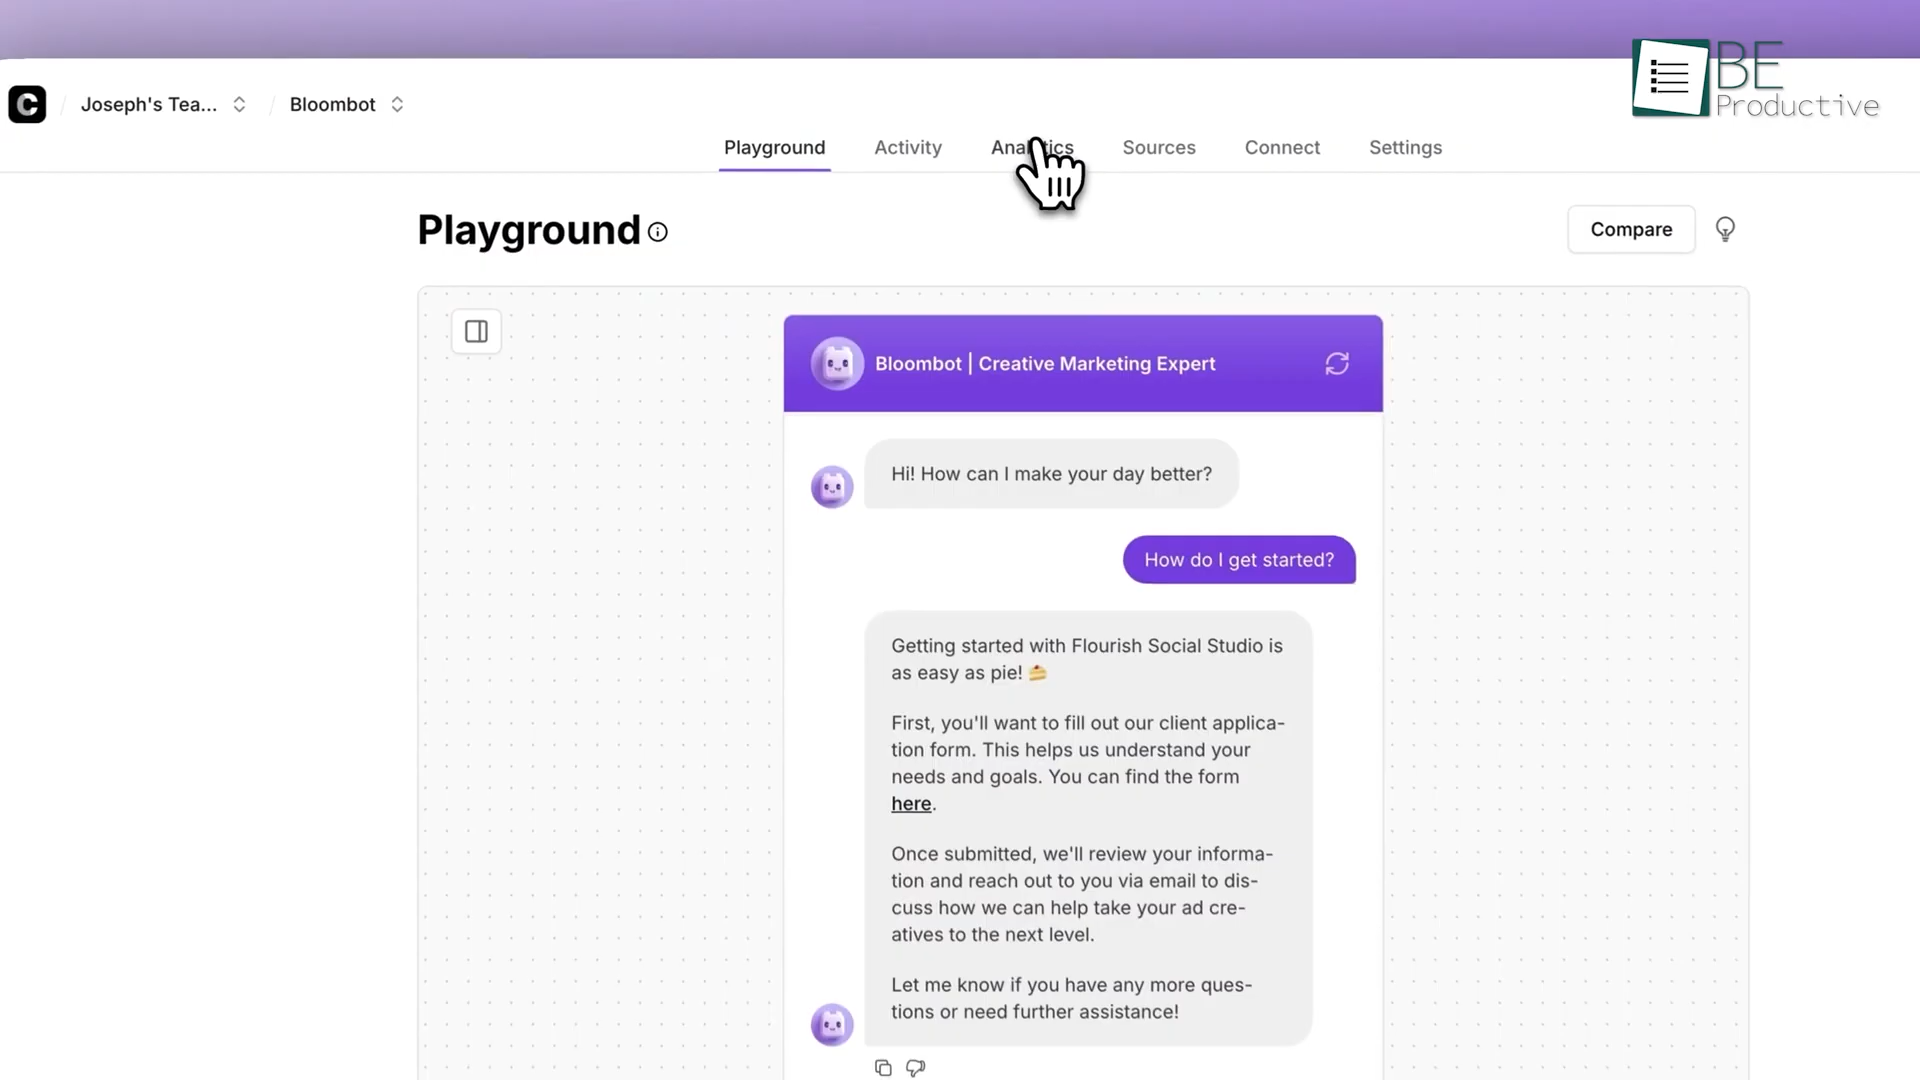 BE
Productive
C
Joseph's Tea...
Bloombot
Playground
Activity
Analytics
Sources
Connect
Settings
Playground
Compare
Bloombot | Creative Marketing Expert
Hi! How can I make your day better?
How do I get started?
Getting started with Flourish Social Studio is
as easy as pie! 🍰
First, you'll want to fill out our client applica-
tion form. This helps us understand your
needs and goals. You can find the form
here.
Once submitted, we'll review your informa-
tion and reach out to you via email to dis-
cuss how we can help take your ad cre-
atives to the next level.
Let me know if you have any more ques-
tions or need further assistance!